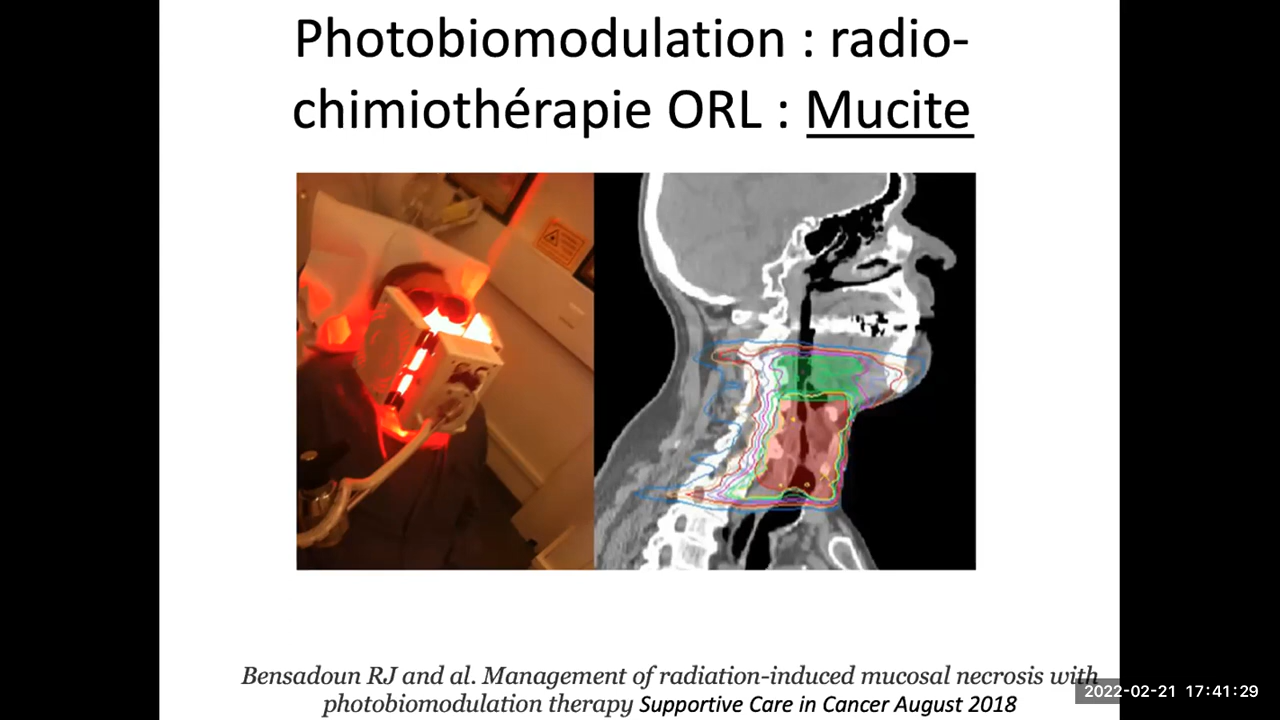 Photobiomodulation : radio-
chimiothérapie ORL : Mucite
Bensadoun RJ and al. Management of radiation-induced mucosal necrosis with
photobiomodulation therapy Supportive Care in Cancer August 2018
2022-02-21 17:41:29